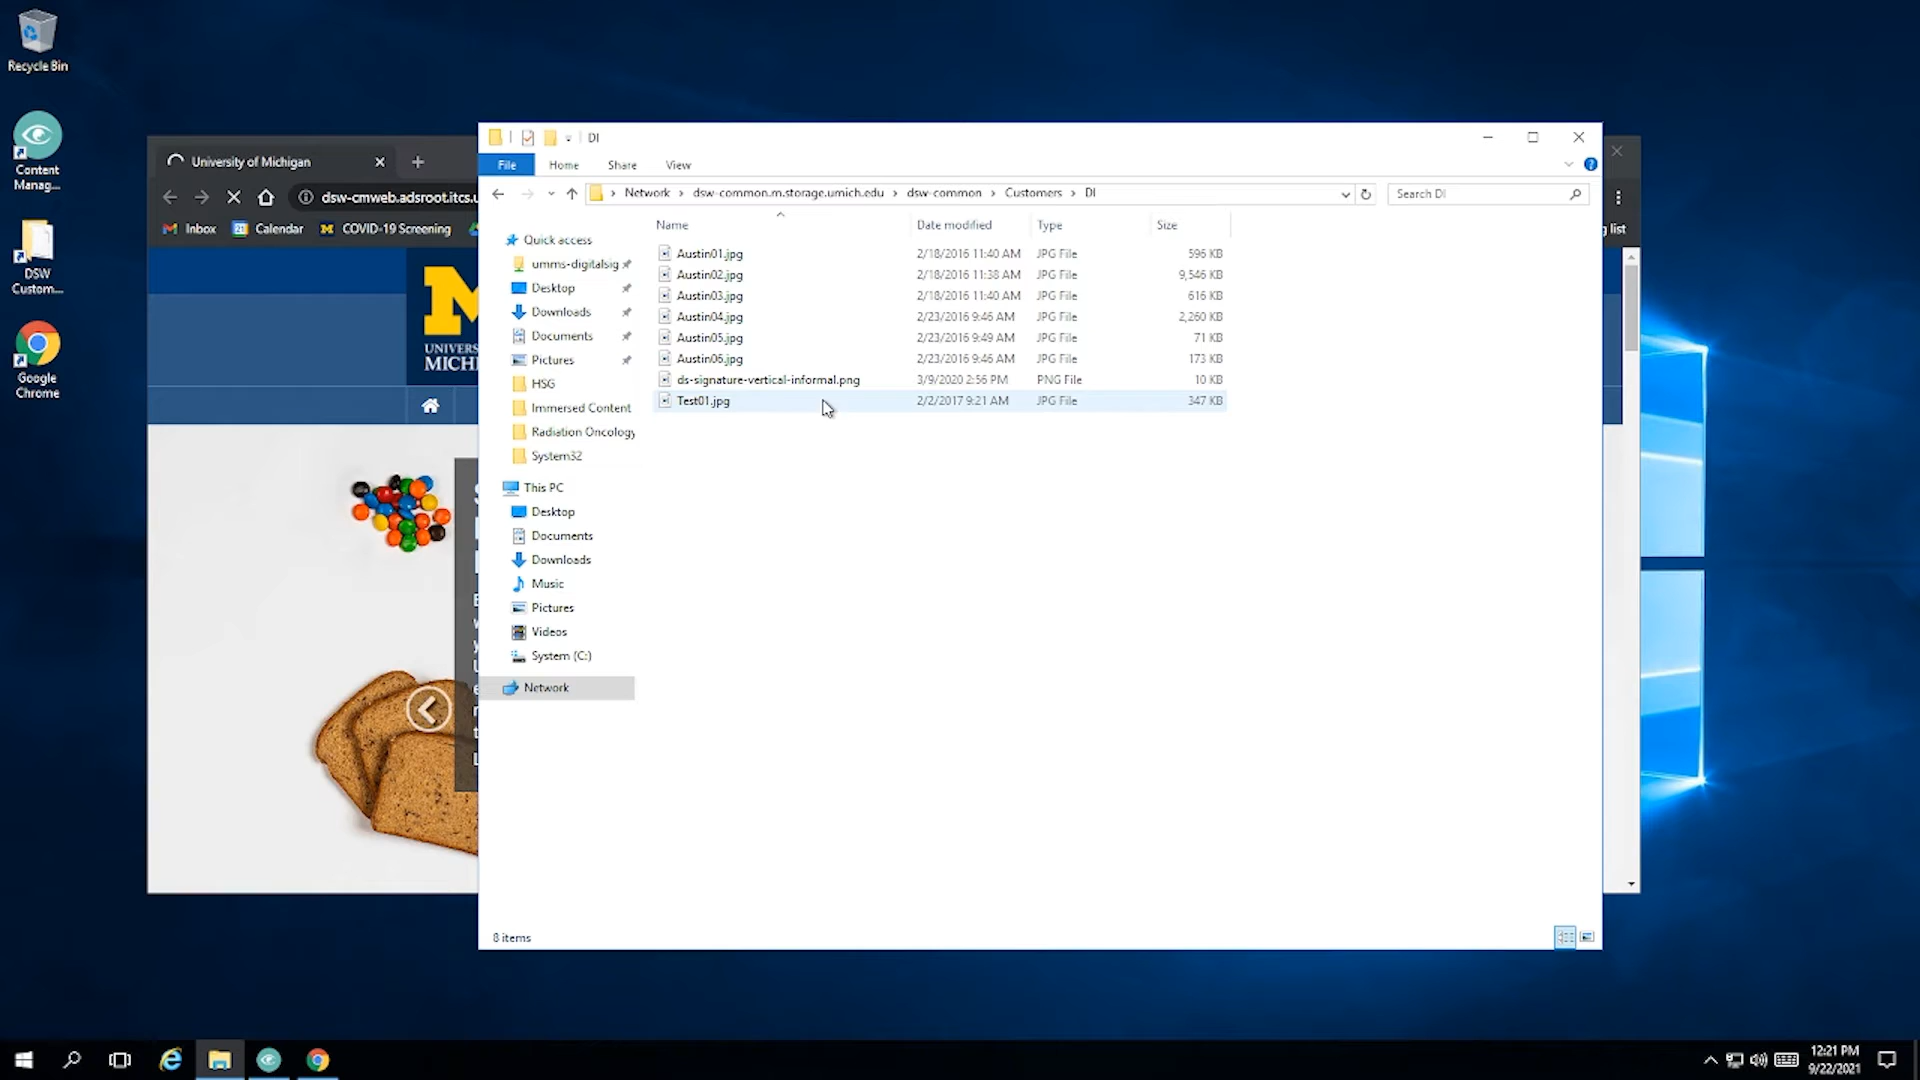 Recycle Bin
Content
Manag...
DSW
Custom...
Google
Chrome
University of Michigan
dsw-cmweb.adsroot.itcs.u
Inbox
Calendar
COVID-19 Screening
g list
UNIVERS
MICHI
DI
File
Home
Share
View
Network > dsw-common.m.storage.umich.edu > dsw-common > Customers > DI
Search DI
Name
Date modified
Type
Size
Quick access
umms-digitalsig
Desktop
Downloads
Documents
Pictures
HSG
Immersed Content
Radiation Oncology
System32
This PC
Desktop
Documents
Downloads
Music
Pictures
Videos
System (C:)
Network
Austin01.jpg 2/18/2016 11:40 AM JPG File 596 KB
Austin02.jpg 2/18/2016 11:38 AM JPG File 9,546 KB
Austin03.jpg 2/18/2016 11:40 AM JPG File 616 KB
Austin04.jpg 2/23/2016 9:46 AM JPG File 2,260 KB
Austin05.jpg 2/23/2016 9:49 AM JPG File 71 KB
Austin06.jpg 2/23/2016 9:46 AM JPG File 173 KB
ds-signature-vertical-informal.png 3/9/2020 2:56 PM PNG File 10 KB
Test01.jpg 2/2/2017 9:21 AM JPG File 347 KB
8 items
12:21 PM
9/22/2021